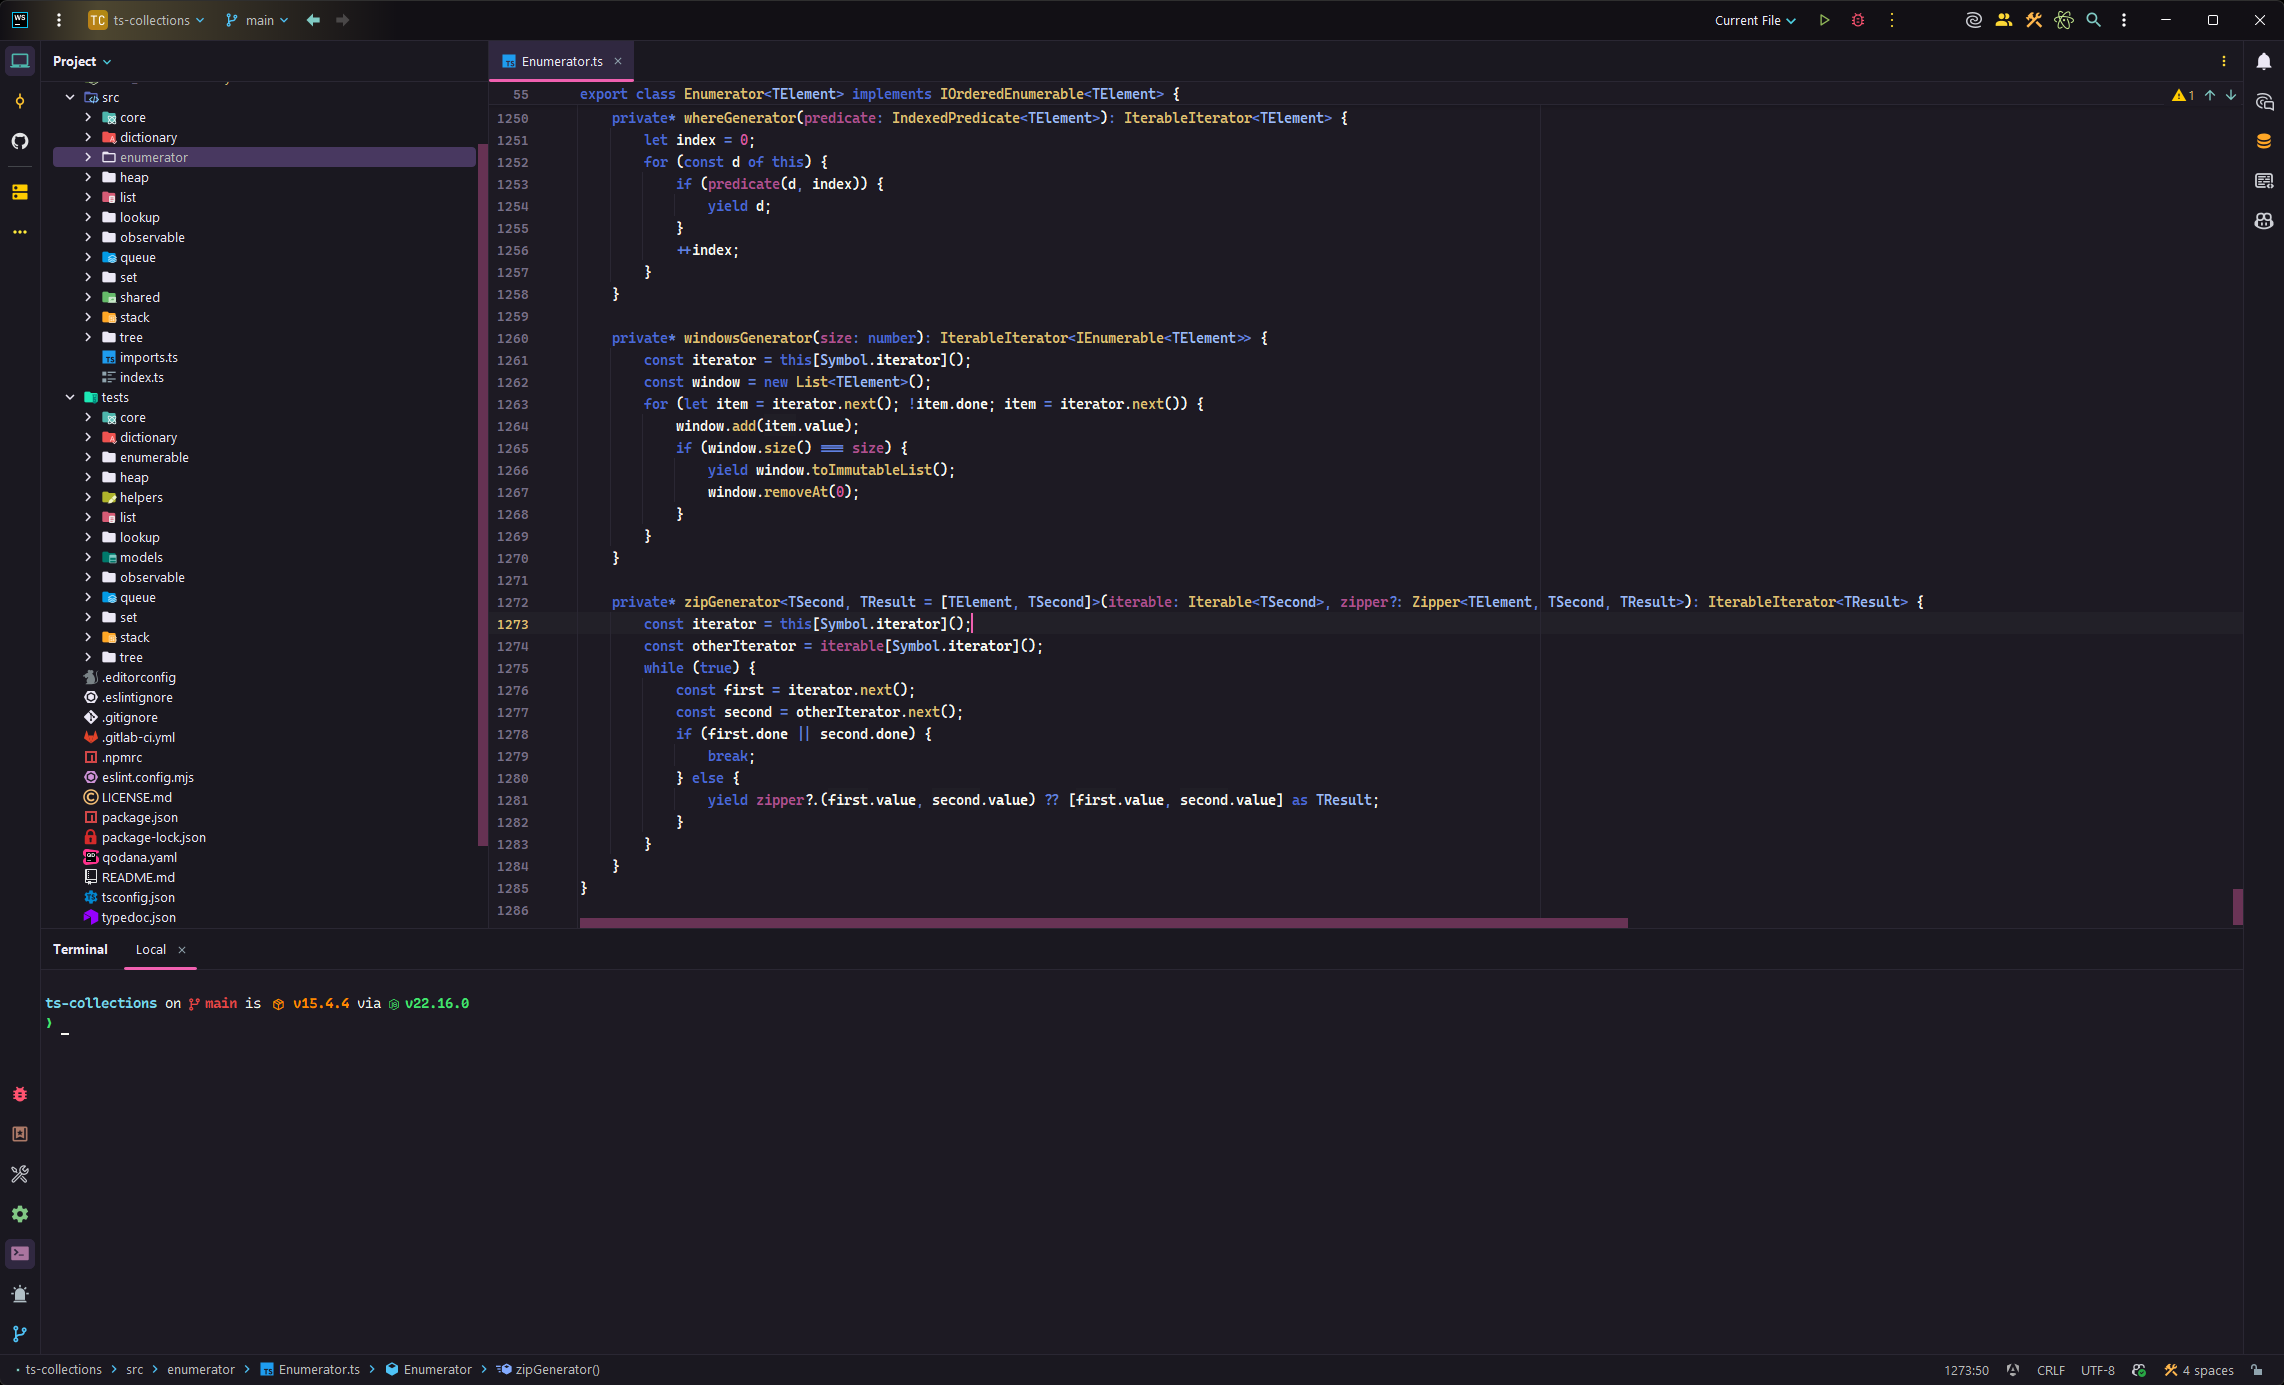 WS
TC ts-collections main Current File
Project
Enumerator.ts
src
core
dictionary
enumerator
heap
list
lookup
observable
queue
set
shared
stack
tree
imports.ts
index.ts
tests
core
dictionary
enumerable
heap
helpers
list
lookup
models
observable
queue
set
stack
tree
.editorconfig
.eslintignore
.gitignore
.gitlab-ci.yml
.npmrc
eslint.config.mjs
LICENSE.md
package.json
package-lock.json
qodana.yaml
README.md
tsconfig.json
typedoc.json
55 export class Enumerator<TElement> implements IOrderedEnumerable<TElement> { 1
1250 private* whereGenerator(predicate: IndexedPredicate<TElement>): IterableIterator<TElement> {
1251 let index = 0;
1252 for (const d of this) {
1253 if (predicate(d, index)) {
1254 yield d;
1255 }
1256 ++index;
1257 }
1258 }
1259
1260 private* windowsGenerator(size: number): IterableIterator<IEnumerable<TElement>> {
1261 const iterator = this[Symbol.iterator]();
1262 const window = new List<TElement>();
1263 for (let item = iterator.next(); !item.done; item = iterator.next()) {
1264 window.add(item.value);
1265 if (window.size() === size) {
1266 yield window.toImmutableList();
1267 window.removeAt(0);
1268 }
1269 }
1270 }
1271
1272 private* zipGenerator<TSecond, TResult = [TElement, TSecond]>(iterable: Iterable<TSecond>, zipper?: Zipper<TElement, TSecond, TResult>): IterableIterator<TResult> {
1273 const iterator = this[Symbol.iterator]();
1274 const otherIterator = iterable[Symbol.iterator]();
1275 while (true) {
1276 const first = iterator.next();
1277 const second = otherIterator.next();
1278 if (first.done || second.done) {
1279 break;
1280 } else {
1281 yield zipper?.(first.value, second.value) ?? [first.value, second.value] as TResult;
1282 }
1283 }
1284 }
1285 }
1286
Terminal Local
ts-collections on main is v15.4.4 via v22.16.0
❯ _
ts-collections > src > enumerator > Enumerator.ts > Enumerator > zipGenerator() 1273:50 CRLF UTF-8 4 spaces